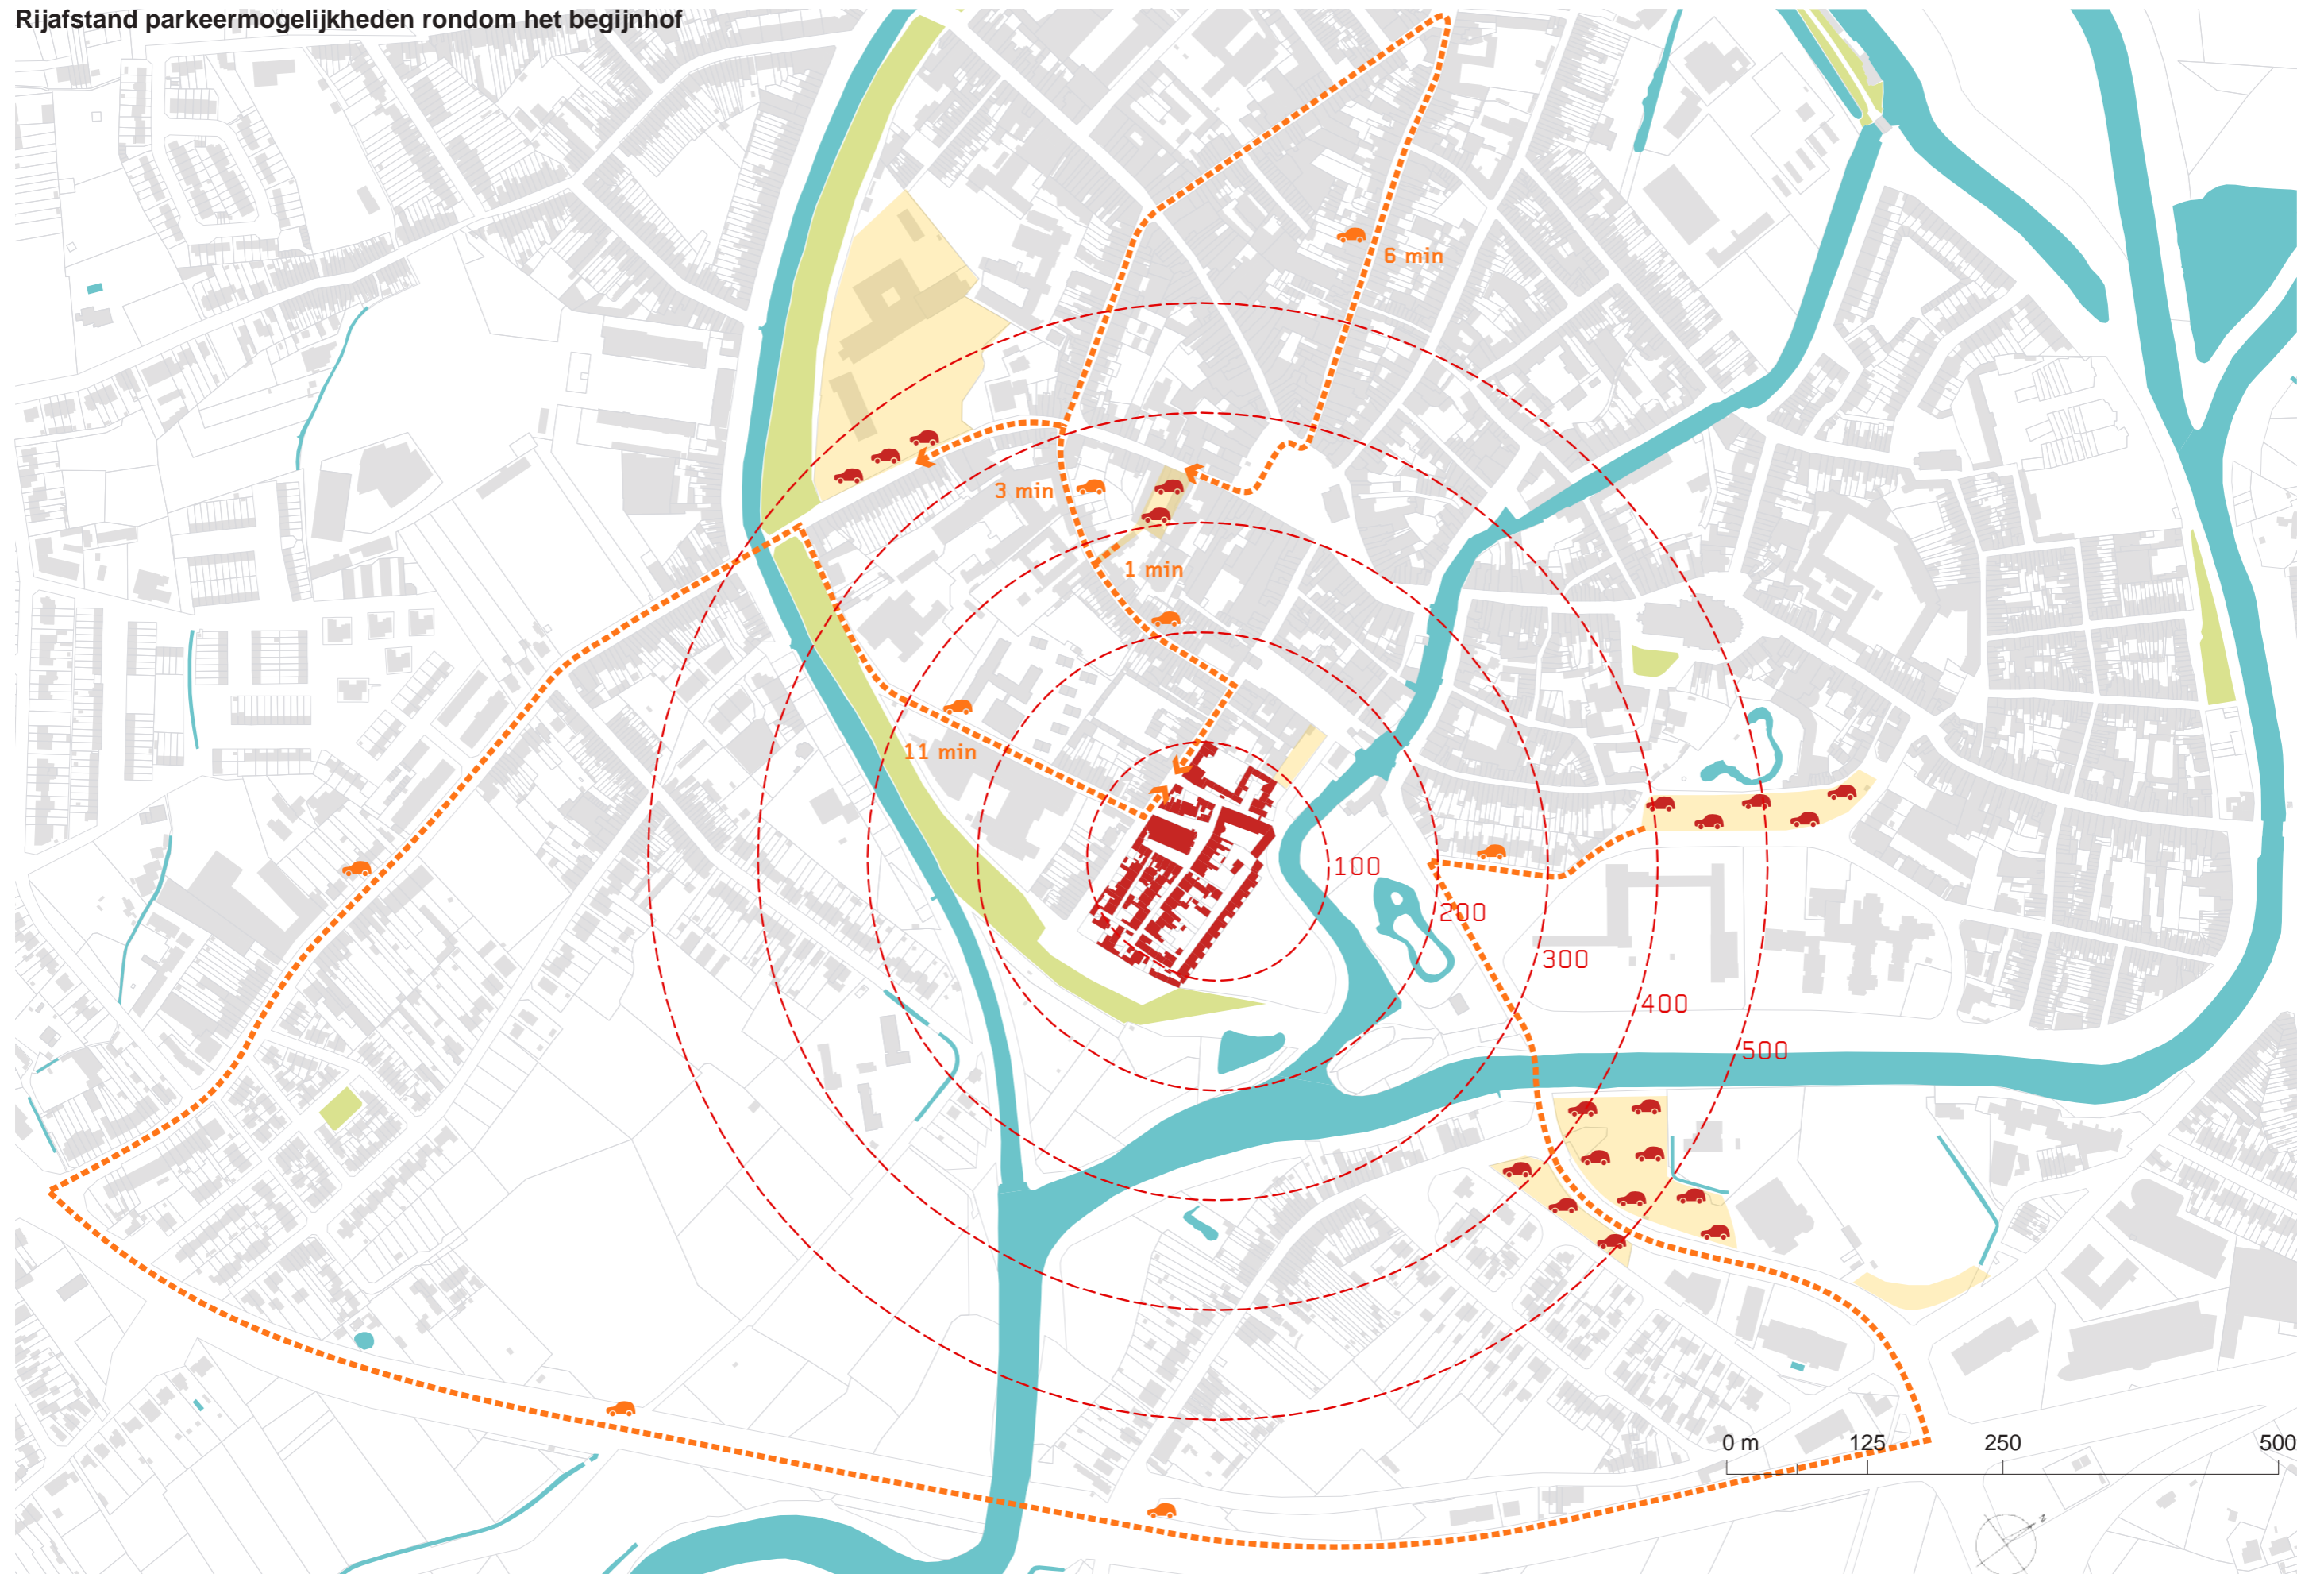 Rijafstand parkeermogelijkheden rondom het begijnhof
6 min
3 min
1 min
11 min
100
200
300
400
500
0 m 125 250 500
N